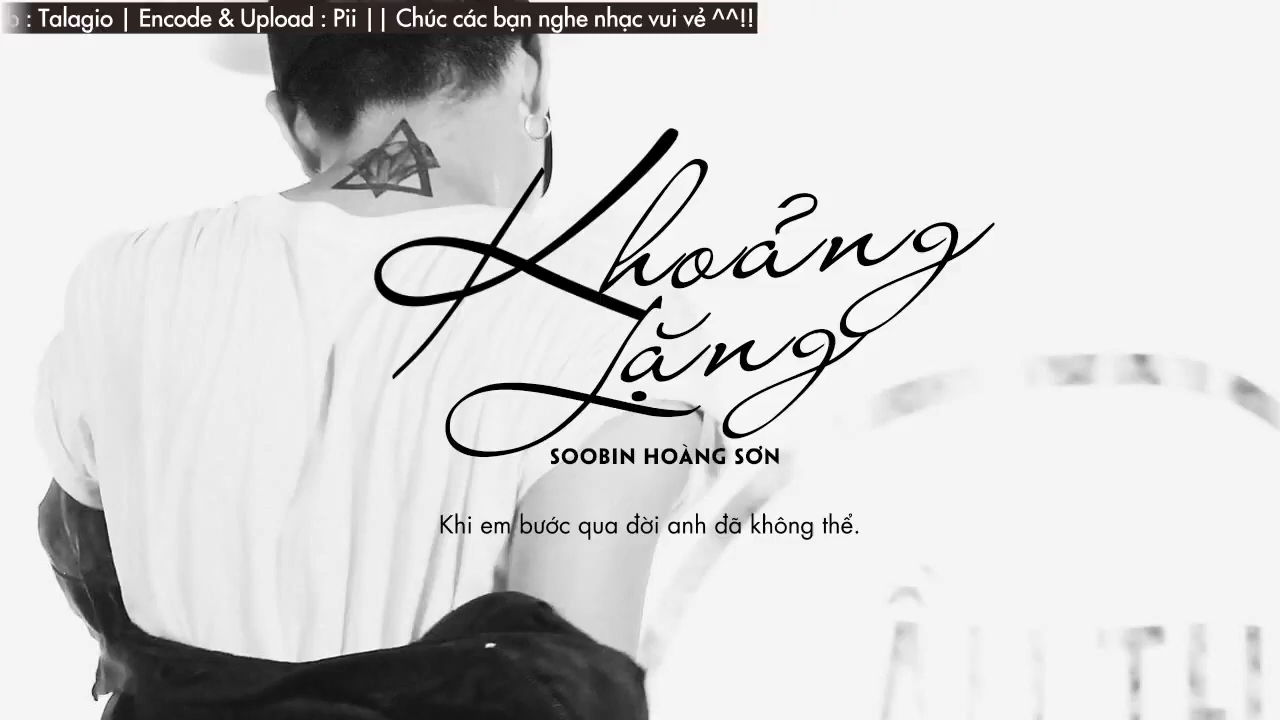 : Talagio | Encode & Upload : Pii || Chúc các bạn nghe nhạc vui vẻ ^^!!
Khoảng
Lặng
SOOBIN HOÀNG SƠN
Khi em bước qua đời anh đã không thể.